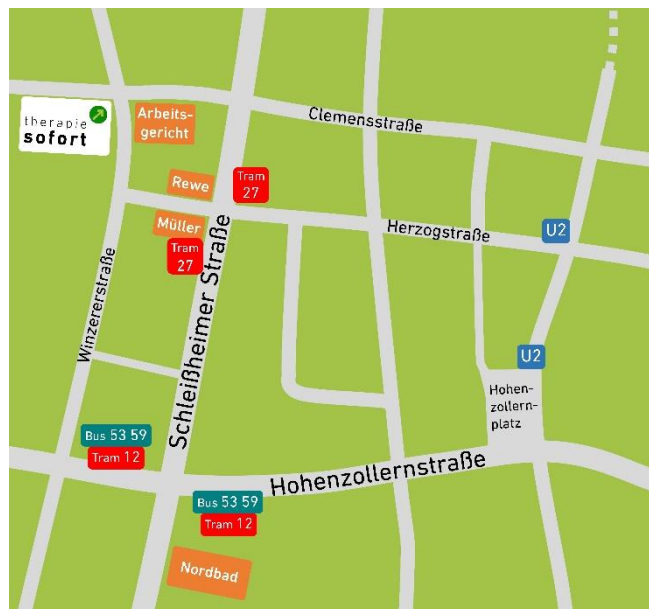 therapie
sofort
Arbeits-
gericht
Clemensstraße
Rewe
Tram
27
Müller
Tram
27
Herzogstraße
U2
Winzererstraße
Schleißheimer Straße
U2
Hohen-
zollern-
platz
Bus 53 59
Tram 12
Hohenzollernstraße
Bus 53 59
Tram 12
Nordbad